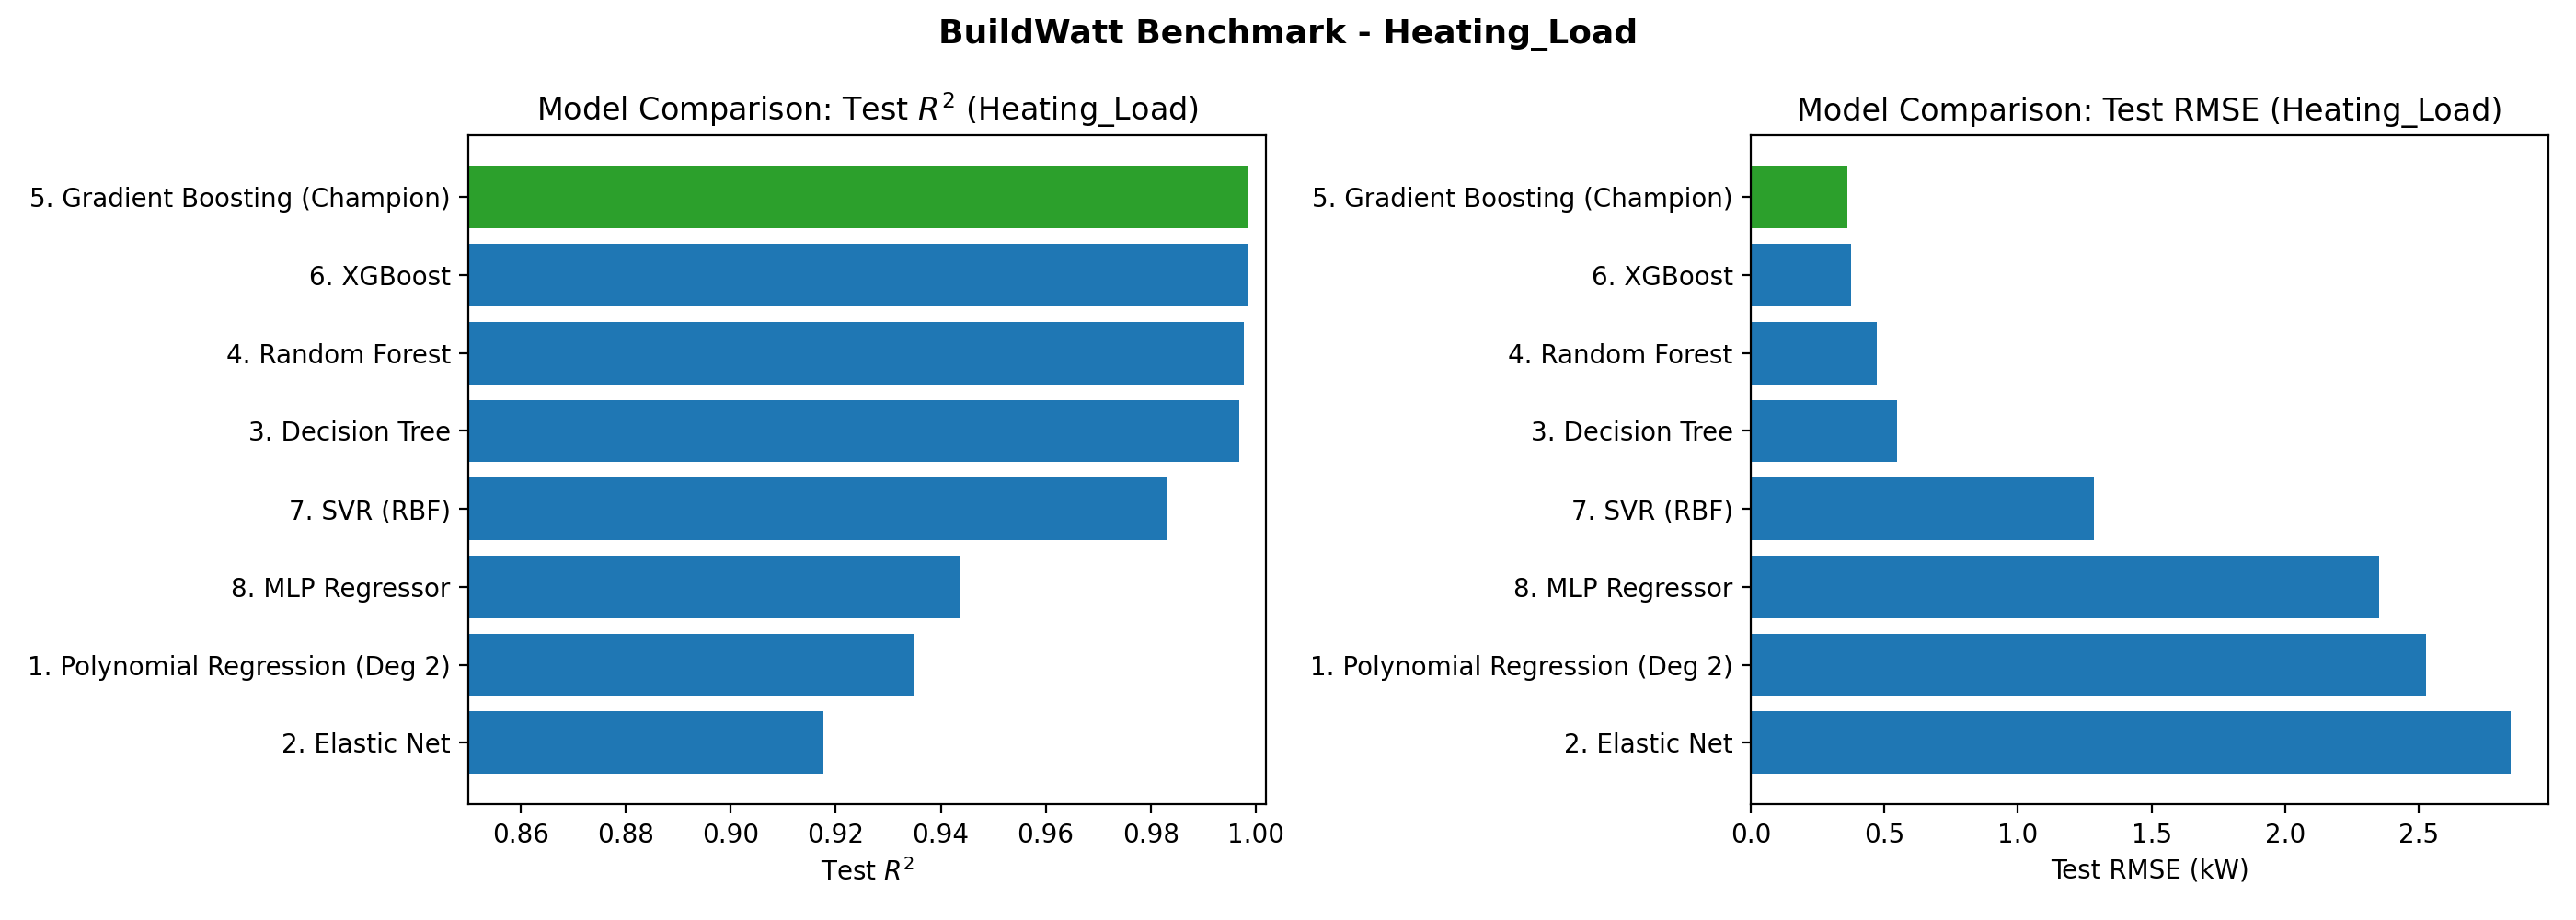 BuildWatt Benchmark - Heating_Load
Model Comparison: Test R² (Heating_Load)
5. Gradient Boosting (Champion)
6. XGBoost
4. Random Forest
3. Decision Tree
7. SVR (RBF)
8. MLP Regressor
1. Polynomial Regression (Deg 2)
2. Elastic Net
0.86 0.88 0.90 0.92 0.94 0.96 0.98 1.00
Test R²
Model Comparison: Test RMSE (Heating_Load)
5. Gradient Boosting (Champion)
6. XGBoost
4. Random Forest
3. Decision Tree
7. SVR (RBF)
8. MLP Regressor
1. Polynomial Regression (Deg 2)
2. Elastic Net
0.0 0.5 1.0 1.5 2.0 2.5
Test RMSE (kW)